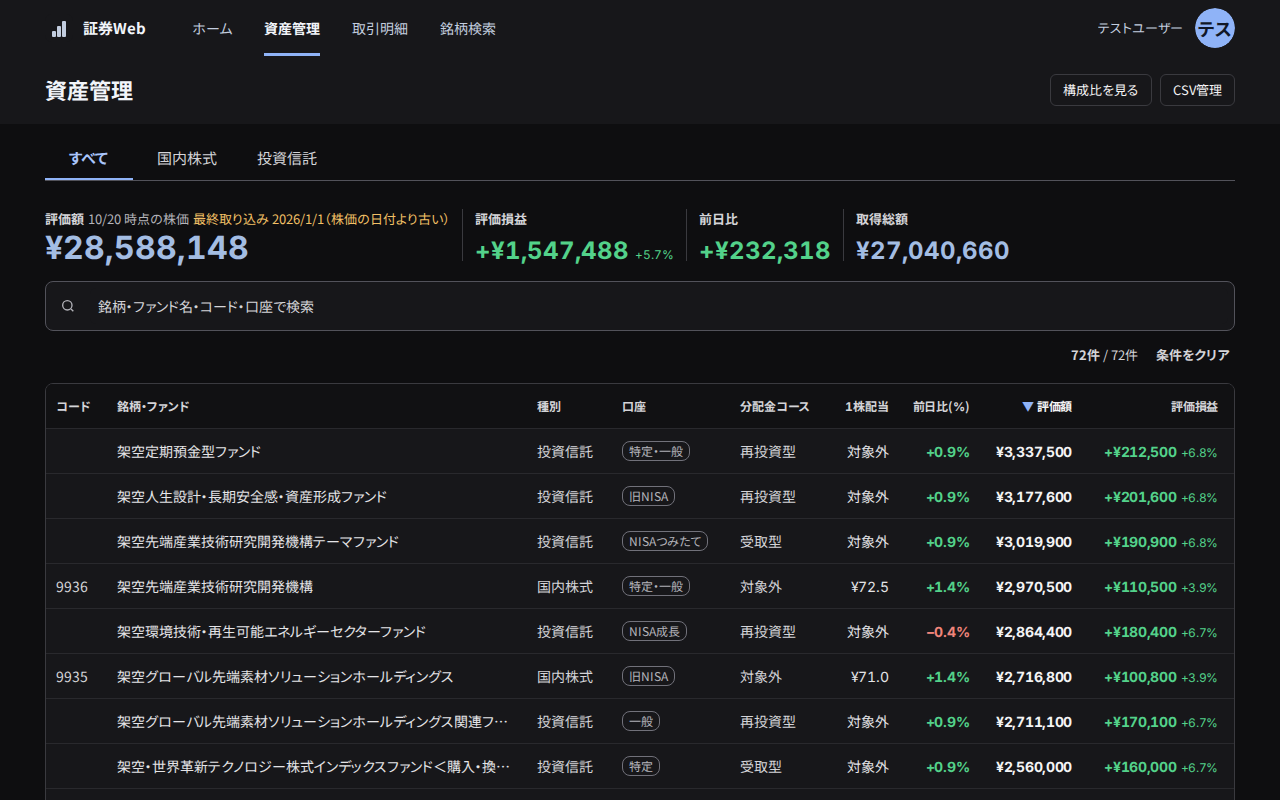 証券Web ホーム 資産管理 取引明細 銘柄検索 テストユーザー テス
資産管理 構成比を見る CSV管理
すべて 国内株式 投資信託
評価額 10/20 時点の株価 最終取り込み 2026/1/1（株価の日付より古い） 評価損益 前日比 取得総額
¥28,588,148 +¥1,547,488 +5.7% +¥232,318 ¥27,040,660
銘柄・ファンド名・コード・口座で検索
72件 / 72件 条件をクリア
コード 銘柄・ファンド 種別 口座 分配金コース 1株配当 前日比(%) ▼ 評価額 評価損益
架空定期預金型ファンド 投資信託 特定・一般 再投資型 対象外 +0.9% ¥3,337,500 +¥212,500 +6.8%
架空人生設計・長期安全感・資産形成ファンド 投資信託 旧NISA 再投資型 対象外 +0.9% ¥3,177,600 +¥201,600 +6.8%
架空先端産業技術研究開発機構テーマファンド 投資信託 NISAつみたて 受取型 対象外 +0.9% ¥3,019,900 +¥190,900 +6.8%
9936 架空先端産業技術研究開発機構 国内株式 特定・一般 対象外 ¥72.5 +1.4% ¥2,970,500 +¥110,500 +3.9%
架空環境技術・再生可能エネルギーセクターファンド 投資信託 NISA成長 再投資型 対象外 −0.4% ¥2,864,400 +¥180,400 +6.7%
9935 架空グローバル先端素材ソリューションホールディングス 国内株式 旧NISA 対象外 ¥71.0 +1.4% ¥2,716,800 +¥100,800 +3.9%
架空グローバル先端素材ソリューションホールディングス関連フ… 投資信託 一般 再投資型 対象外 +0.9% ¥2,711,100 +¥170,100 +6.7%
架空・世界革新テクノロジー株式インデックスファンド＜購入・換… 投資信託 特定 受取型 対象外 +0.9% ¥2,560,000 +¥160,000 +6.7%